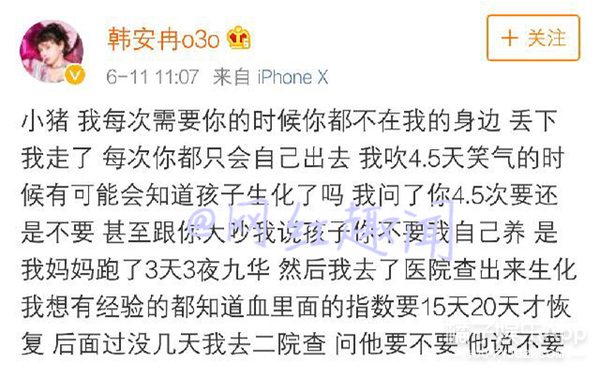 韩安冉o3o
+ 关注
6-11 11:07 来自 iPhone X
小猪 我每次需要你的时候你都不在我的身边 丢下
我走了 每次你都只会自己出去 我吹4.5天笑气的时
候有可能会知道孩子生化了吗 我问了你4.5次要还
是不要 甚至跟你大吵我说孩子你不要我自己养 是
@网红趣闻
我妈妈跑了3天3夜九华 然后我去了医院查出来生化
我想有经验的都知道血里面的指数要15天20天才恢
复 后面过没几天我去二院查 问他要不要 他说不要